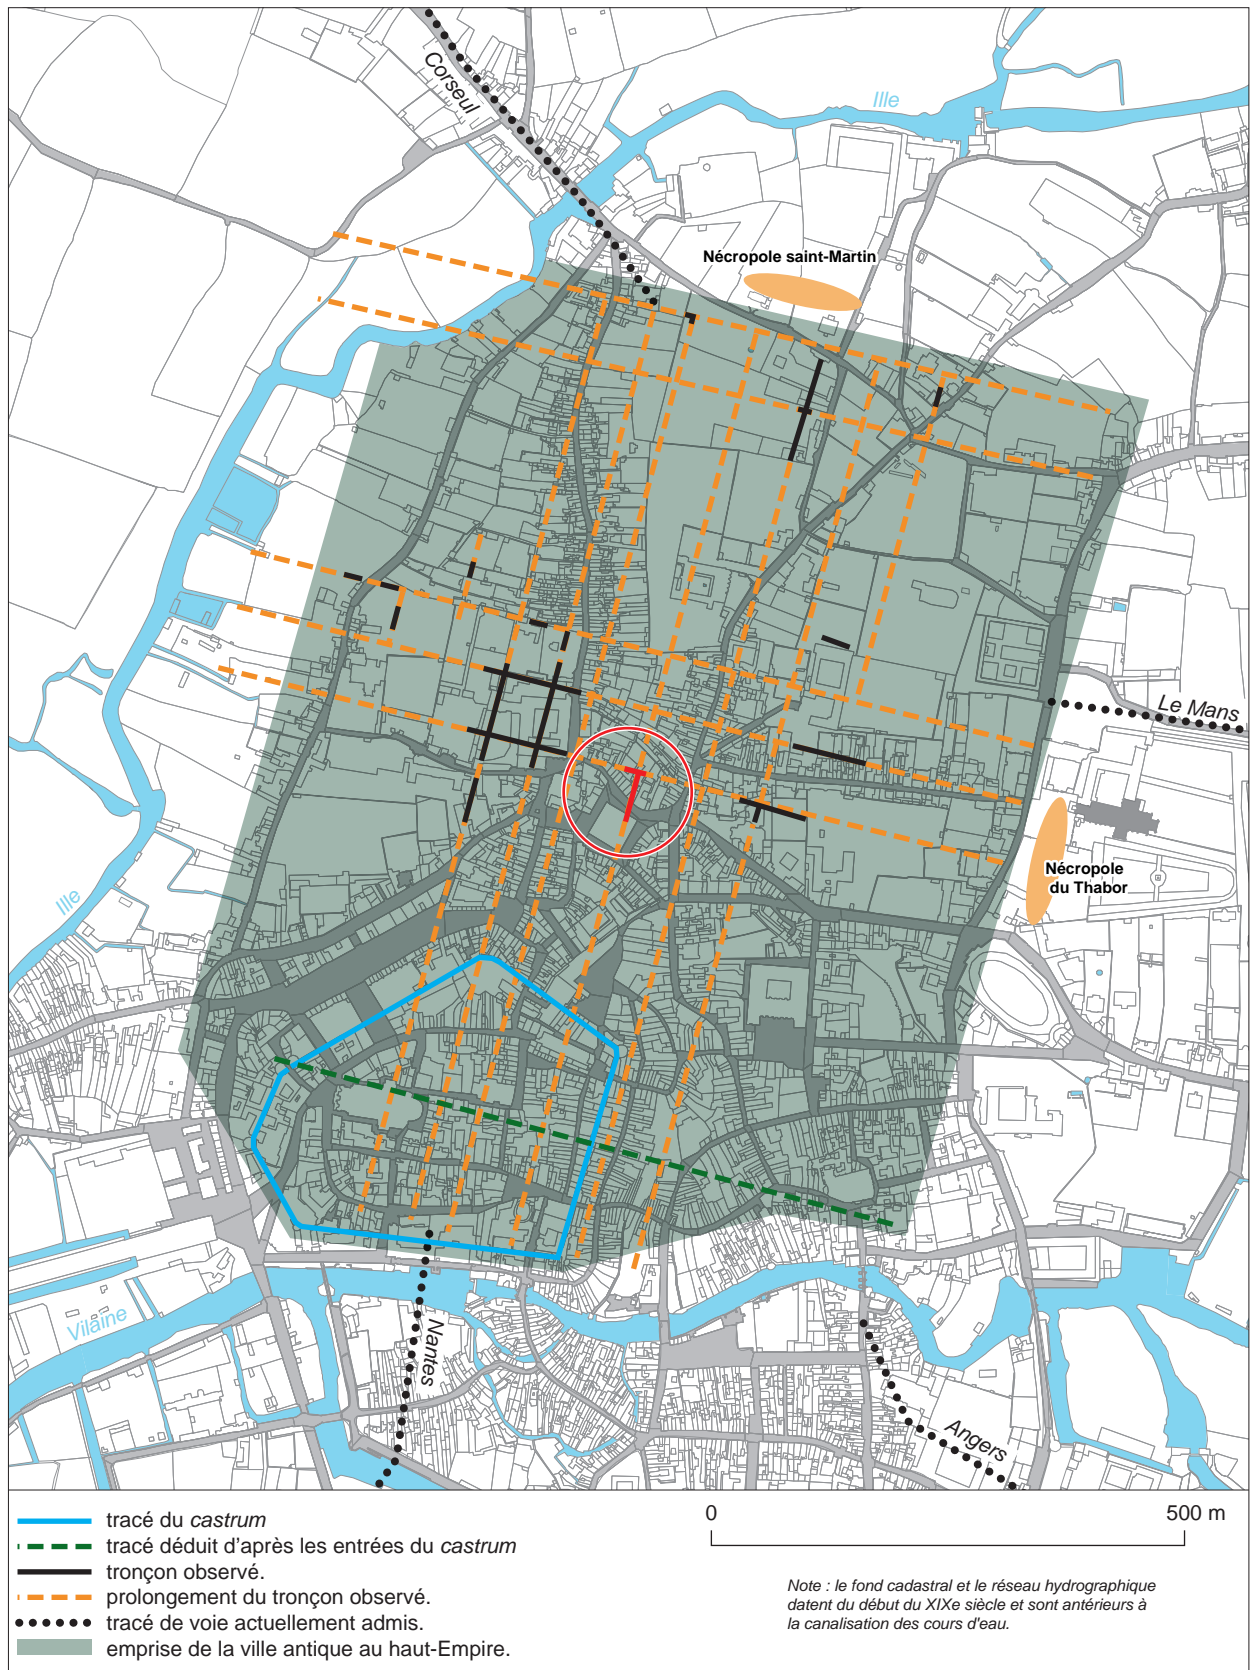 Corseul
Ille
Nécropole saint-Martin
Le Mans
Nécropole
du Thabor
Ille
Vilaine
Nantes
Angers
tracé du castrum
tracé déduit d'après les entrées du castrum
tronçon observé.
prolongement du tronçon observé.
tracé de voie actuellement admis.
emprise de la ville antique au haut-Empire.
0 500 m
Note : le fond cadastral et le réseau hydrographique
datent du début du XIXe siècle et sont antérieurs à
la canalisation des cours d'eau.